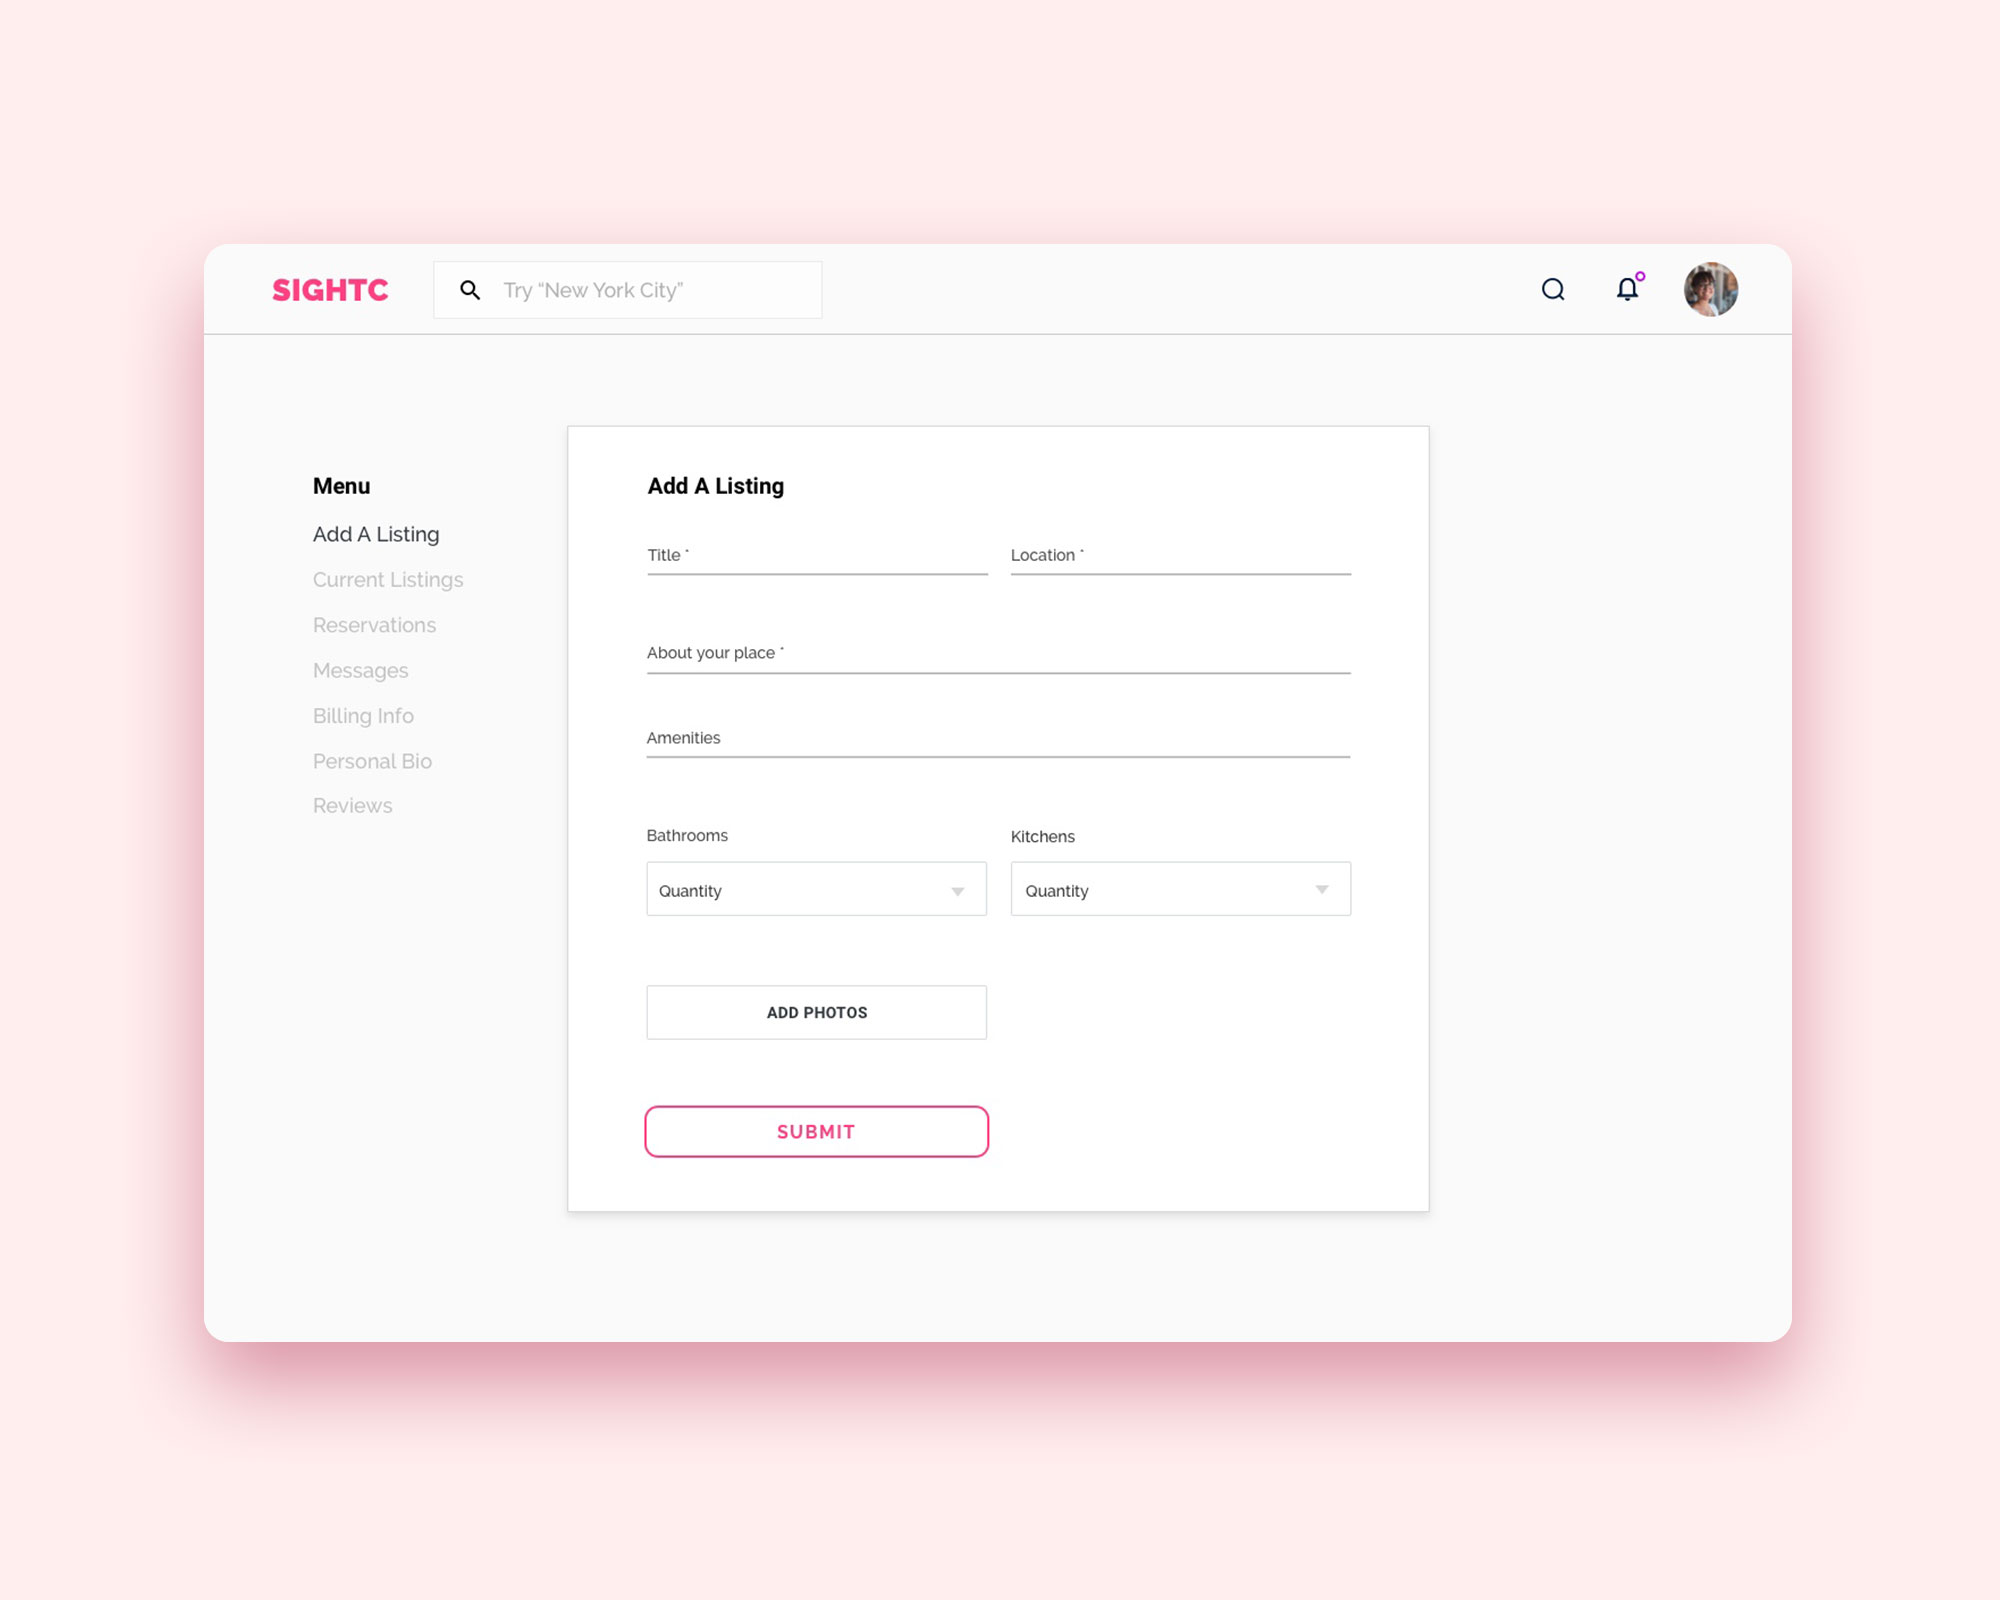 SIGHTC
Try “New York City”
Menu
Add A Listing
Current Listings
Reservations
Messages
Billing Info
Personal Bio
Reviews
Add A Listing
Title *
Location *
About your place *
Amenities
Bathrooms
Kitchens
Quantity
Quantity
ADD PHOTOS
SUBMIT